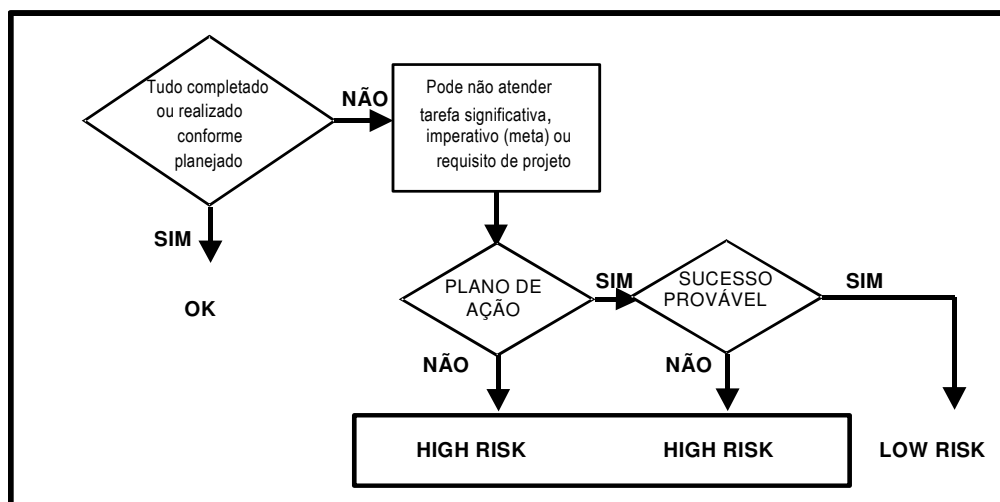 Tudo completado
ou realizado
conforme
planejado
NÃO
Pode não atender
tarefa significativa,
imperativo (meta) ou
requisito de projeto
SIM
OK
PLANO DE
AÇÃO
SIM
SUCESSO
PROVÁVEL
SIM
NÃO
NÃO
HIGH RISK
HIGH RISK
LOW RISK